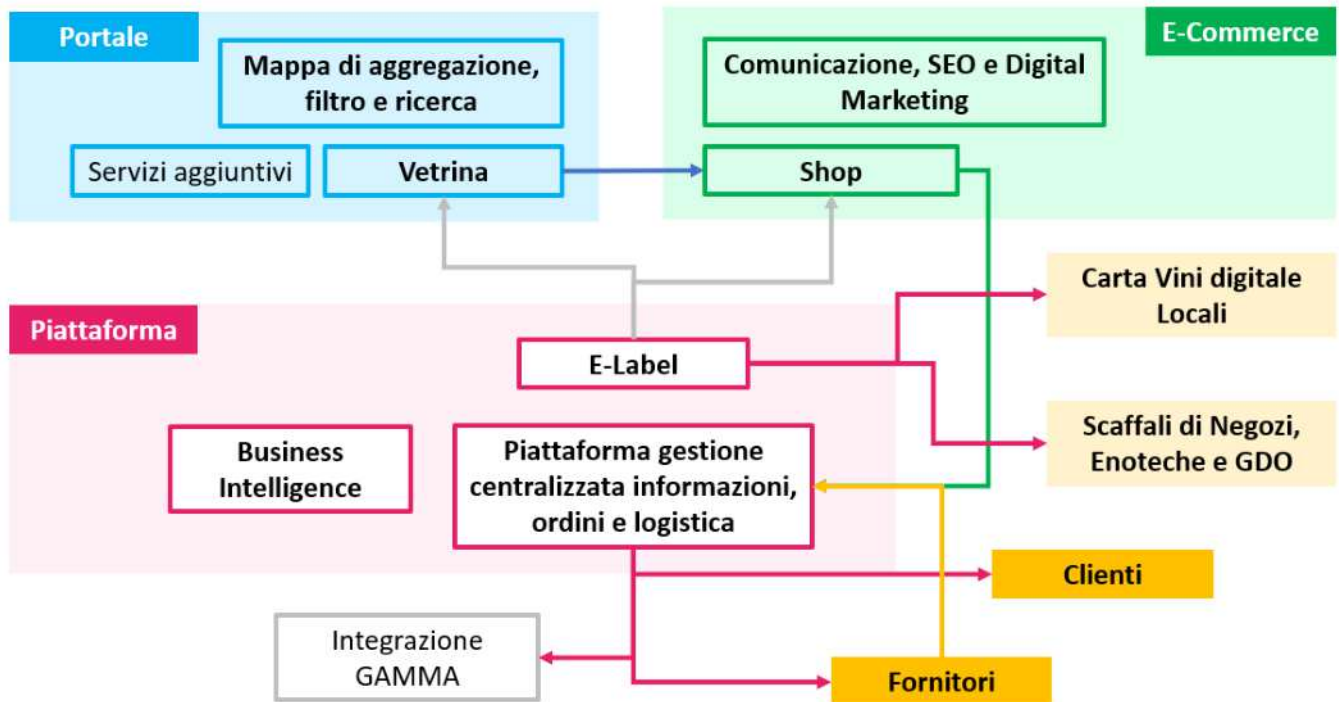 Portale
E-Commerce
Mappa di aggregazione,
filtro e ricerca
Comunicazione, SEO e Digital
Marketing
Servizi aggiuntivi
Vetrina
Shop
Carta Vini digitale
Locali
Piattaforma
E-Label
Business
Intelligence
Piattaforma gestione
centralizzata informazioni,
ordini e logistica
Scaffali di Negozi,
Enoteche e GDO
Clienti
Integrazione
GAMMA
Fornitori